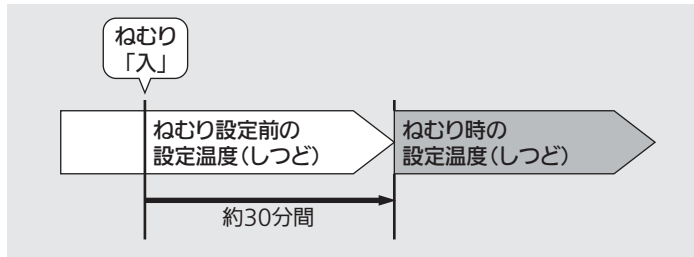 ねむり
「入」
ねむり設定前の
設定温度(しつど)
ねむり時の
設定温度(しつど)
約30分間